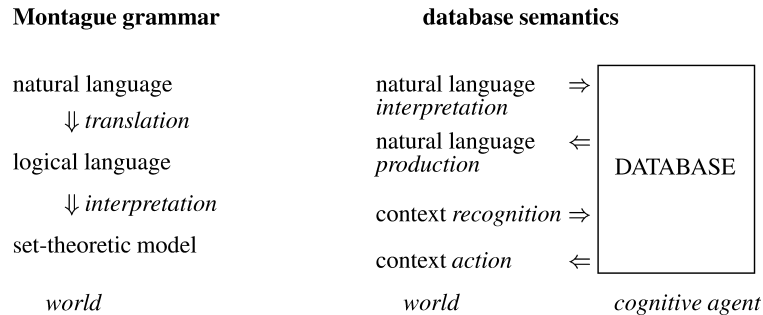 Montague grammar
natural language
⇓ translation
logical language
⇓ interpretation
set-theoretic model
world
database semantics
natural language ⇒
interpretation
natural language ⇐
production
context recognition ⇒
context action ⇐
world
DATABASE
cognitive agent